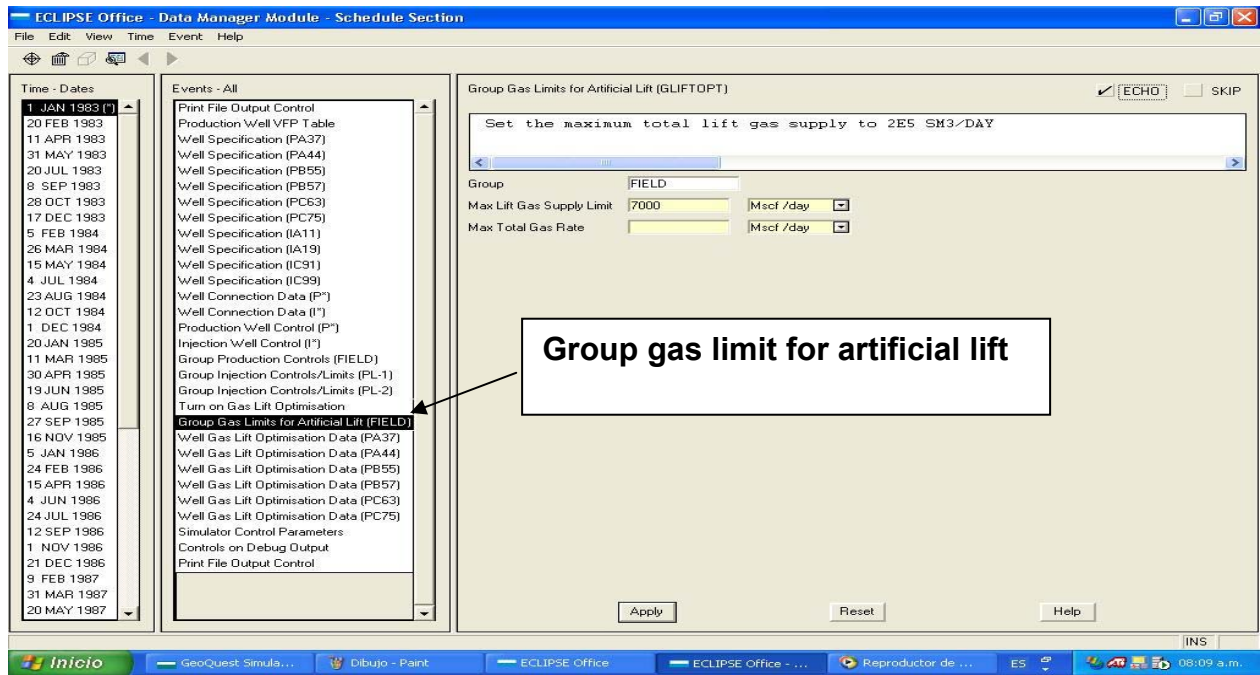 ECLIPSE Office - Data Manager Module - Schedule Section
File Edit View Time Event Help
Time - Dates
1 JAN 1983 (*)
20 FEB 1983
11 APR 1983
31 MAY 1983
20 JUL 1983
8 SEP 1983
28 OCT 1983
17 DEC 1983
5 FEB 1984
26 MAR 1984
15 MAY 1984
4 JUL 1984
23 AUG 1984
12 OCT 1984
1 DEC 1984
20 JAN 1985
11 MAR 1985
30 APR 1985
19 JUN 1985
8 AUG 1985
27 SEP 1985
16 NOV 1985
5 JAN 1986
24 FEB 1986
15 APR 1986
4 JUN 1986
24 JUL 1986
12 SEP 1986
1 NOV 1986
21 DEC 1986
9 FEB 1987
31 MAR 1987
20 MAY 1987
Events - All
Print File Output Control
Production Well VFP Table
Well Specification (PA37)
Well Specification (PA44)
Well Specification (PB55)
Well Specification (PB57)
Well Specification (PC63)
Well Specification (PC75)
Well Specification (IA11)
Well Specification (IA19)
Well Specification (IC91)
Well Specification (IC99)
Well Connection Data (P*)
Well Connection Data (I*)
Production Well Control (P*)
Injection Well Control (I*)
Group Production Controls (FIELD)
Group Injection Controls/Limits (PL-1)
Group Injection Controls/Limits (PL-2)
Turn on Gas Lift Optimisation
Group Gas Limits for Artificial Lift (FIELD)
Well Gas Lift Optimisation Data (PA37)
Well Gas Lift Optimisation Data (PA44)
Well Gas Lift Optimisation Data (PB55)
Well Gas Lift Optimisation Data (PB57)
Well Gas Lift Optimisation Data (PC63)
Well Gas Lift Optimisation Data (PC75)
Simulator Control Parameters
Controls on Debug Output
Print File Output Control
Group Gas Limits for Artificial Lift (GLIFTOPT)
ECHO SKIP
Set the maximum total lift gas supply to 2E5 SM3/DAY
Group FIELD
Max Lift Gas Supply Limit 7000 Mscf /day
Max Total Gas Rate Mscf /day
Group gas limit for artificial lift
Apply Reset Help
INS
Inicio GeoQuest Simula... Dibujo - Paint ECLIPSE Office ECLIPSE Office - ... Reproductor de ... ES 08:09 a.m.